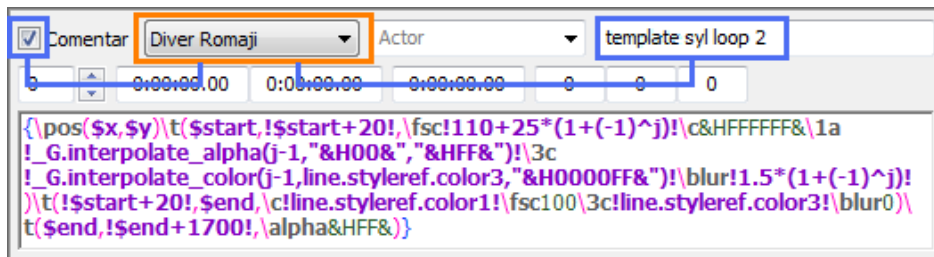 Comentar Diver Romaji Actor template syl loop 2
0 0:00:00.00 0:00:00.00 0:00:00.00 0 0 0
{\pos($x,$y)\t($start,!$start+20!,\fsc!110+25*(1+(-1)^j)!\c&HFFFFFF&\1a
!_G.interpolate_alpha(j-1,"&H00&","&HFF&")!\3c
!_G.interpolate_color(j-1,line.styleref.color3,"&H0000FF&")!\blur!1.5*(1+(-1)^j)!
)\t(!$start+20!,$end,\c!line.styleref.color1!\fsc100\3c!line.styleref.color3!\blur0)\
t($end,!$end+1700!,\alpha&HFF&)}